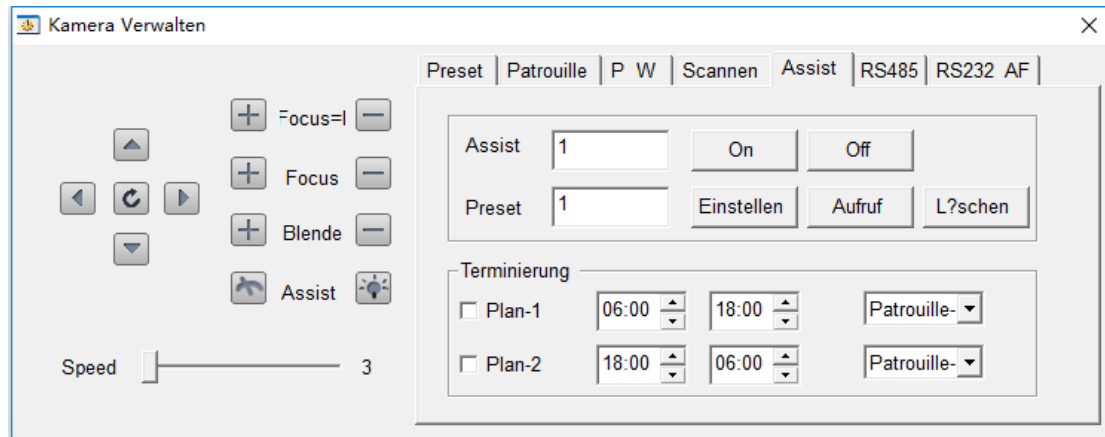 Kamera Verwalten
Preset Patrouille P W Scannen Assist RS485 RS232 AF
Focus=I
Focus
Blende
Assist
Speed 3
Assist 1 On Off
Preset 1 Einstellen Aufruf L?schen
Terminierung
Plan-1 06:00 18:00 Patrouille-
Plan-2 18:00 06:00 Patrouille-